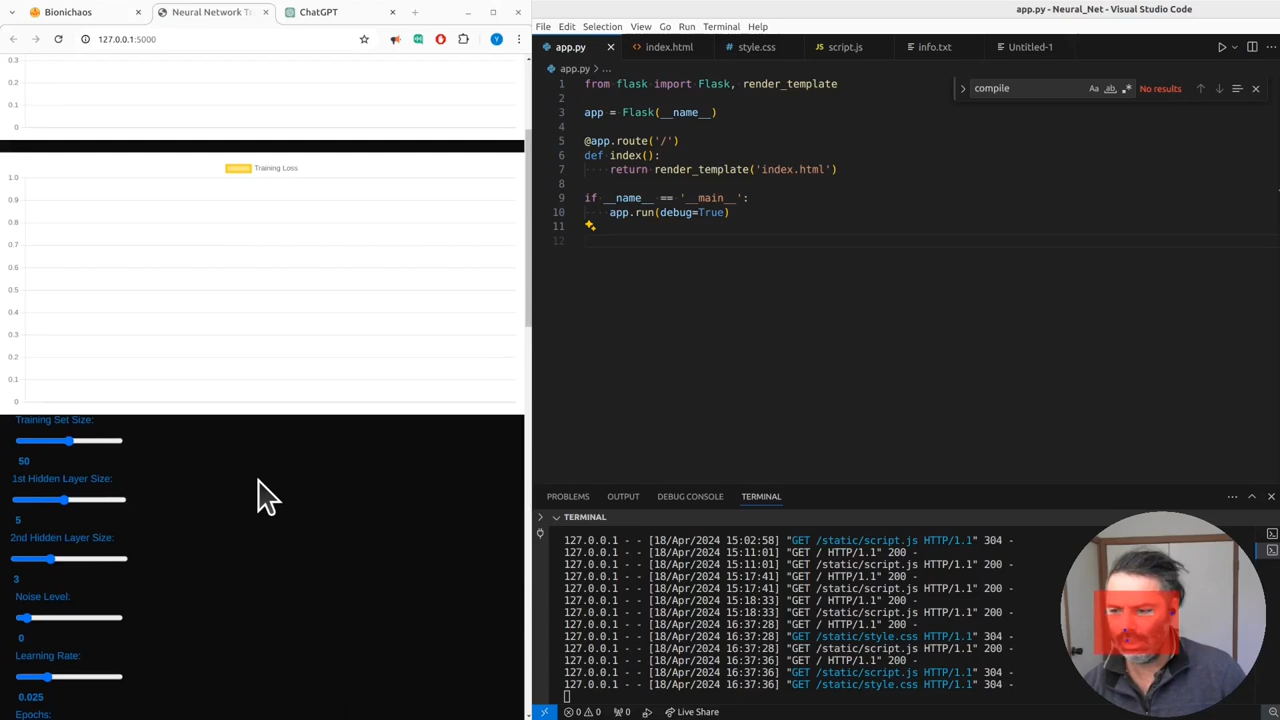 Bionichaos
Neural Network T
ChatGPT
app.py - Neural_Net - Visual Studio Code
127.0.0.1:5000
Y
File Edit Selection View Go Run Terminal Help
app.py
index.html
style.css
script.js
info.txt
Untitled-1
app.py > ...
compile
Aa
ab
No results
1 from flask import Flask, render_template
2
3 app = Flask(__name__)
4
5 @app.route('/')
6 def index():
7 return render_template('index.html')
8
9 if __name__ == '__main__':
10 app.run(debug=True)
11
12
0.3
0.2
0.1
0
Training Loss
1.0
0.9
0.8
0.7
0.6
0.5
0.4
0.3
0.2
0.1
0
Training Set Size:
50
1st Hidden Layer Size:
5
2nd Hidden Layer Size:
3
Noise Level:
0
Learning Rate:
0.025
Epochs:
PROBLEMS OUTPUT DEBUG CONSOLE TERMINAL
TERMINAL
127.0.0.1 - - [18/Apr/2024 15:02:58] "GET /static/script.js HTTP/1.1" 304 -
127.0.0.1 - - [18/Apr/2024 15:11:01] "GET / HTTP/1.1" 200 -
127.0.0.1 - - [18/Apr/2024 15:11:01] "GET /static/script.js HTTP/1.1" 200 -
127.0.0.1 - - [18/Apr/2024 15:17:41] "GET / HTTP/1.1" 200 -
127.0.0.1 - - [18/Apr/2024 15:17:41] "GET /static/script.js HTTP/1.1" 200 -
127.0.0.1 - - [18/Apr/2024 15:18:33] "GET / HTTP/1.1" 200 -
127.0.0.1 - - [18/Apr/2024 15:18:33] "GET /static/script.js HTTP/1.1" 200 -
127.0.0.1 - - [18/Apr/2024 16:37:28] "GET / HTTP/1.1" 200 -
127.0.0.1 - - [18/Apr/2024 16:37:28] "GET /static/style.css HTTP/1.1" 304 -
127.0.0.1 - - [18/Apr/2024 16:37:28] "GET /static/script.js HTTP/1.1" 200 -
127.0.0.1 - - [18/Apr/2024 16:37:36] "GET / HTTP/1.1" 200 -
127.0.0.1 - - [18/Apr/2024 16:37:36] "GET /static/script.js HTTP/1.1" 304 -
127.0.0.1 - - [18/Apr/2024 16:37:36] "GET /static/style.css HTTP/1.1" 304 -
0 0 0 Live Share